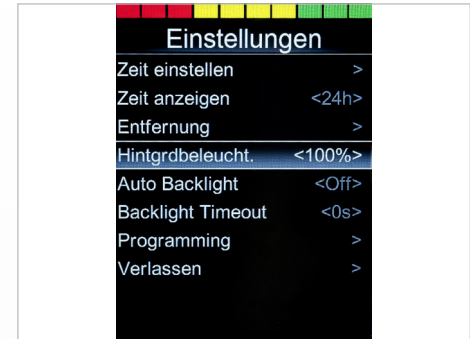 Einstellungen
Zeit einstellen >
Zeit anzeigen <24h>
Entfernung >
Hintgrdbeleucht. <100%>
Auto Backlight <Off>
Backlight Timeout <0s>
Programming >
Verlassen >